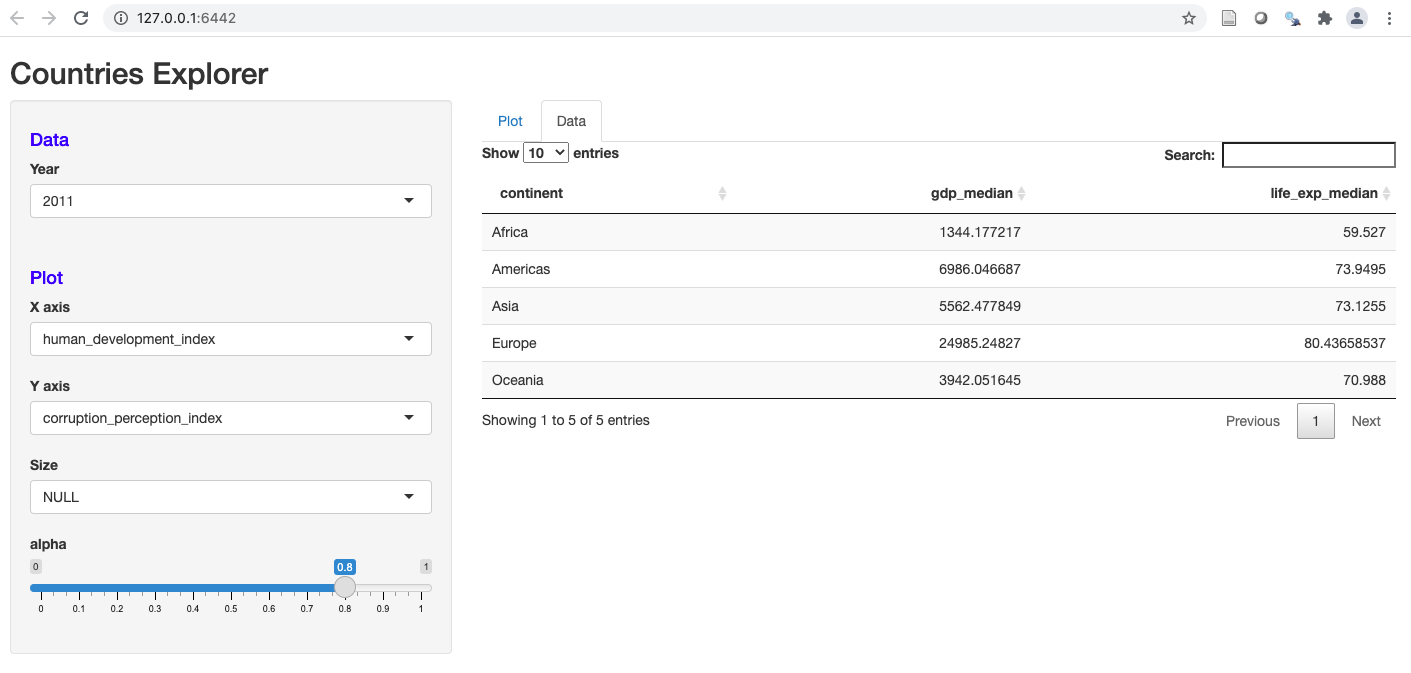 127.0.0.1:6442
Countries Explorer
Data
Year
2011
Plot
X axis
human_development_index
Y axis
corruption_perception_index
Size
NULL
alpha
0 0.8 1
0 0.1 0.2 0.3 0.4 0.5 0.6 0.7 0.8 0.9 1
Plot Data
Show 10 entries Search:
continent gdp_median life_exp_median
Africa 1344.177217 59.527
Americas 6986.046687 73.9495
Asia 5562.477849 73.1255
Europe 24985.24827 80.43658537
Oceania 3942.051645 70.988
Showing 1 to 5 of 5 entries Previous 1 Next